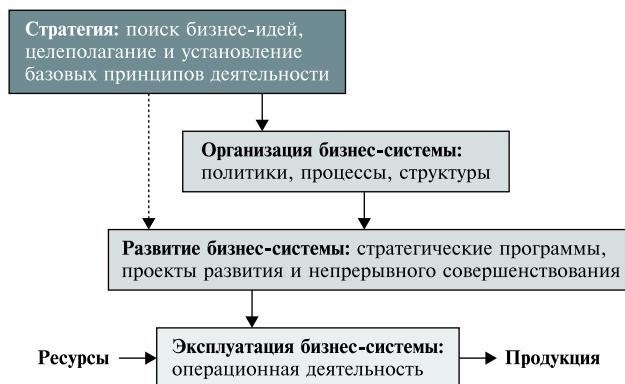 Стратегия: поиск бизнес-идей,
целеполагание и установление
базовых принципов деятельности
Организация бизнес-системы:
политики, процессы, структуры
Развитие бизнес-системы: стратегические программы,
проекты развития и непрерывного совершенствования
Ресурсы
Эксплуатация бизнес-системы:
операционная деятельность
Продукция